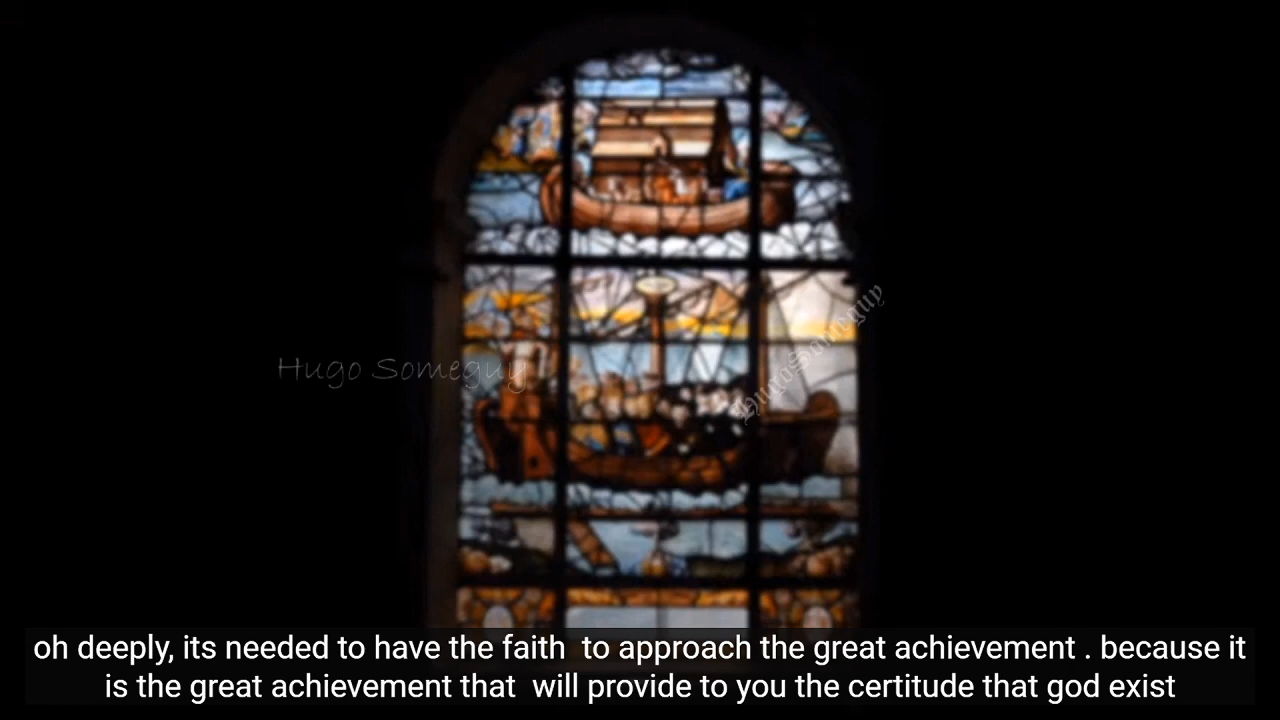 Hugo Someguy
HugoSomeguy
oh deeply, its needed to have the faith  to approach the great achievement . because it
is the great achievement that  will provide to you the certitude that god exist